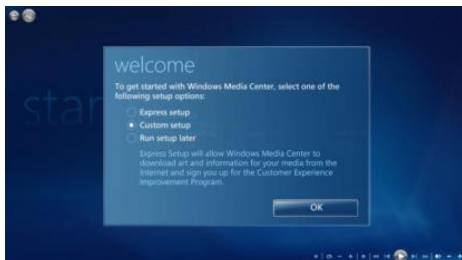 welcome
To get started with Windows Media Center, select one of the
following setup options:
Express setup
Custom setup
Run setup later
Express Setup will allow Windows Media Center to
download art and information for your media from the
Internet and sign you up for the Customer Experience
Improvement Program.
OK
star